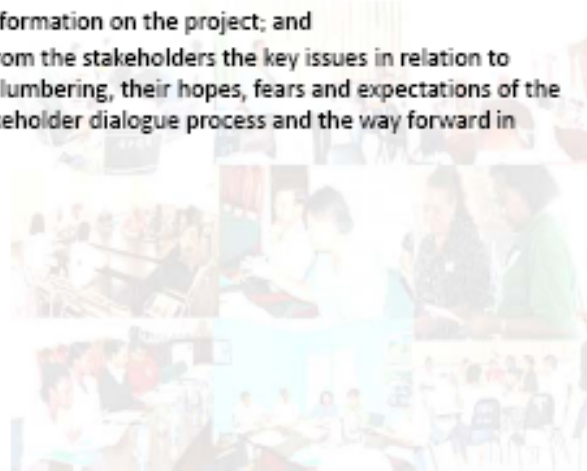 formation on the project; and
om the stakeholders the key issues in relation to
lumbering, their hopes, fears and expectations of the
eholder dialogue process and the way forward in